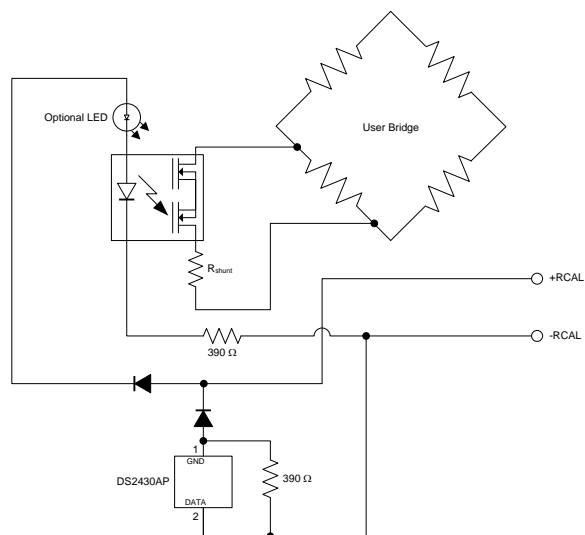 Optional LED
User Bridge
Rshunt
+RCAL
-RCAL
390 Ω
1
GND
DS2430AP
390 Ω
DATA
2